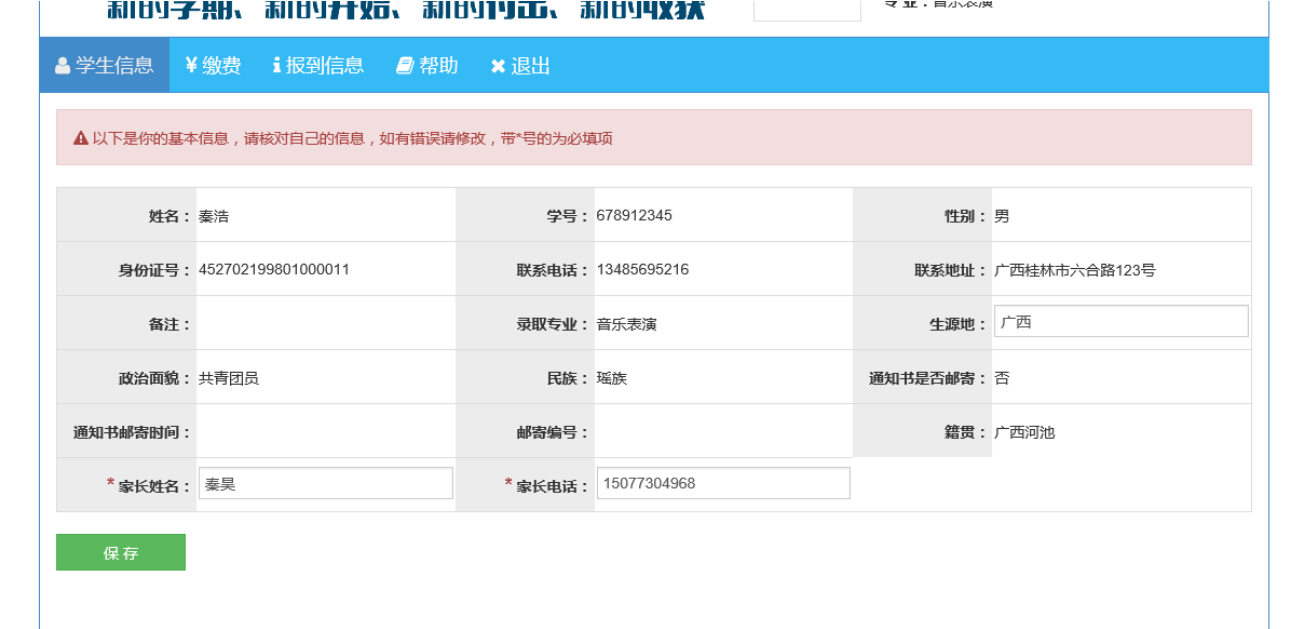 新的学期、新的开始、新的付出、新的收获
专业：音乐表演
学生信息 ¥ 缴费 报到信息 帮助 退出
以下是你的基本信息，请核对自己的信息，如有错误请修改，带*号的为必填项
姓名：秦浩 学号：678912345 性别：男
身份证号：452702199801000011 联系电话：13485695216 联系地址：广西桂林市六合路123号
备注： 录取专业：音乐表演 生源地：广西
政治面貌：共青团员 民族：瑶族 通知书是否邮寄：否
通知书邮寄时间： 邮寄编号： 籍贯：广西河池
*家长姓名：秦昊 *家长电话：15077304968
保存